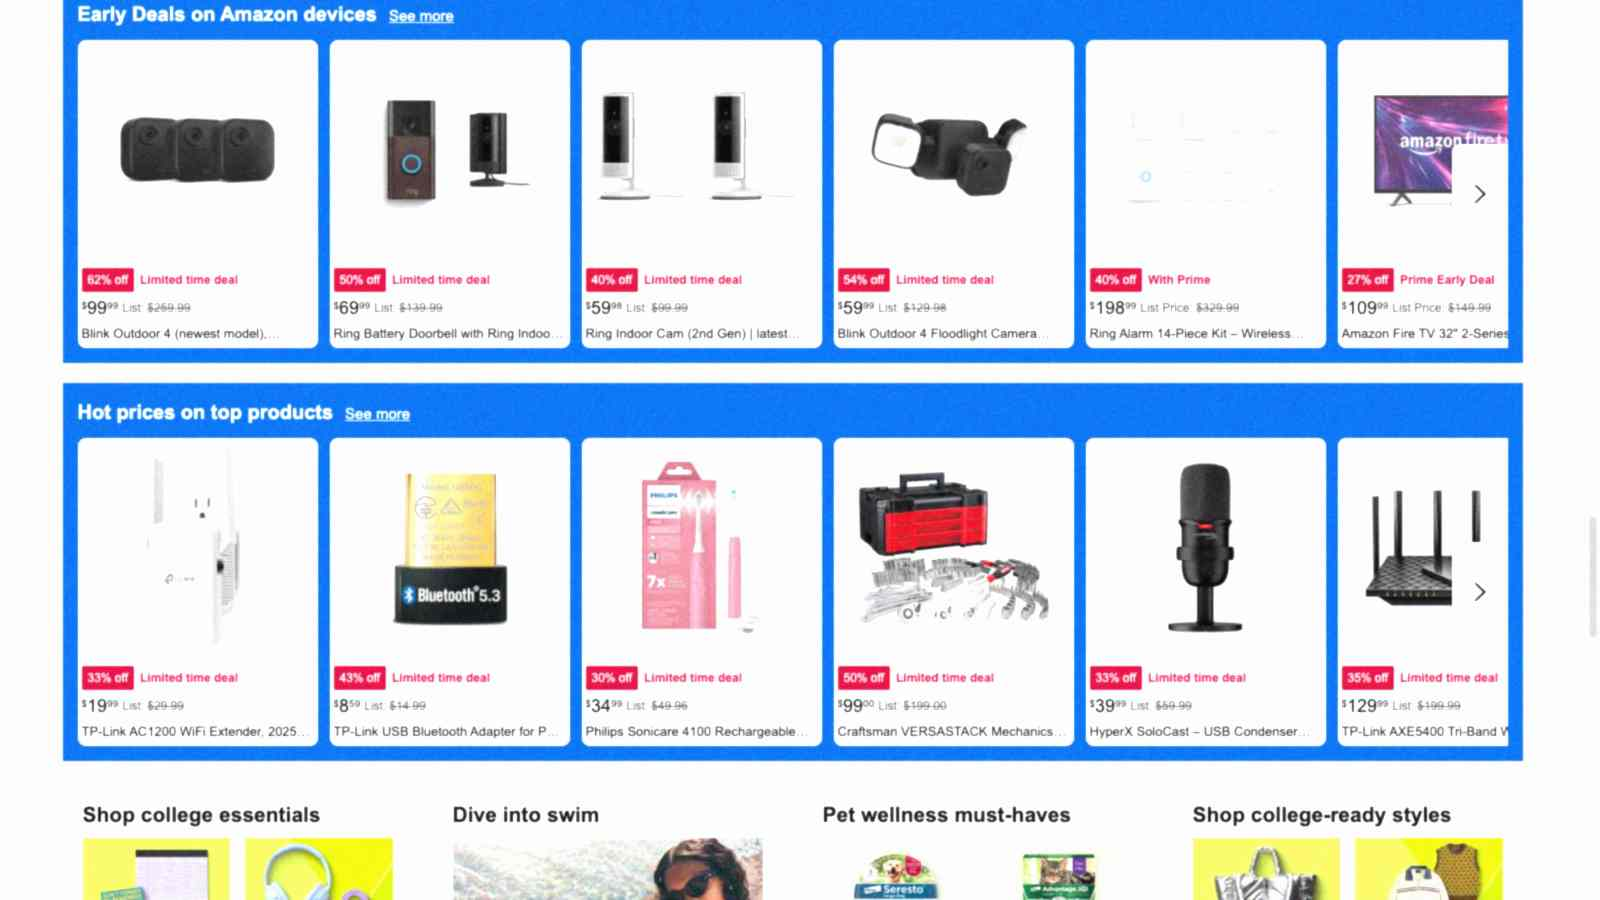 Early Deals on Amazon devices See more
amazon fire
62% off Limited time deal
$99.99 List $259.99
Blink Outdoor 4 (newest model),...
50% off Limited time deal
$69.99 List $139.99
Ring Battery Doorbell with Ring Indoo...
40% off Limited time deal
$59.98 List $99.99
Ring Indoor Cam (2nd Gen) | latest...
54% off Limited time deal
$59.99 List $129.98
Blink Outdoor 4 Floodlight Camera...
40% off With Prime
$198.99 List Price $329.99
Ring Alarm 14-Piece Kit – Wireless...
27% off Prime Early Deal
$109.99 List Price $149.99
Amazon Fire TV 32" 2-Series
Hot prices on top products See more
Bluetooth® 5.3
PHILIPS
7x
33% off Limited time deal
$19.99 List $29.99
TP-Link AC1200 WiFi Extender, 2025...
43% off Limited time deal
$8.59 List $14.99
TP-Link USB Bluetooth Adapter for P...
30% off Limited time deal
$34.99 List $49.96
Philips Sonicare 4100 Rechargeable...
50% off Limited time deal
$99.00 List $199.00
Craftsman VERSASTACK Mechanics...
33% off Limited time deal
$39.99 List $59.99
HyperX SoloCast – USB Condenser...
35% off Limited time deal
$129.99 List $199.99
TP-Link AXE5400 Tri-Band W
Shop college essentials
Dive into swim
Pet wellness must-haves
Seresto
Advantage
Shop college-ready styles